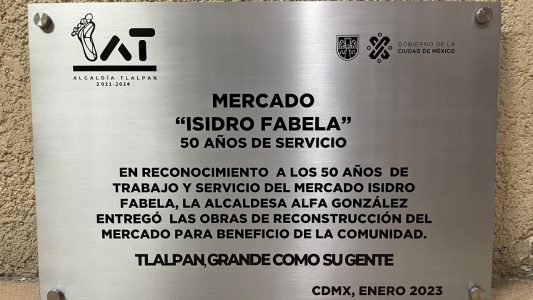 AT
ALCALDÍA TLALPAN
2021-2024
GOBIERNO DE LA
CIUDAD DE MÉXICO
MERCADO
“ISIDRO FABELA”
50 AÑOS DE SERVICIO
EN RECONOCIMIENTO A LOS 50 AÑOS DE
TRABAJO Y SERVICIO DEL MERCADO ISIDRO
FABELA, LA ALCALDESA ALFA GONZÁLEZ
ENTREGÓ LAS OBRAS DE RECONSTRUCCIÓN DEL
MERCADO PARA BENEFICIO DE LA COMUNIDAD.
TLALPAN, GRANDE COMO SU GENTE
CDMX, ENERO 2023